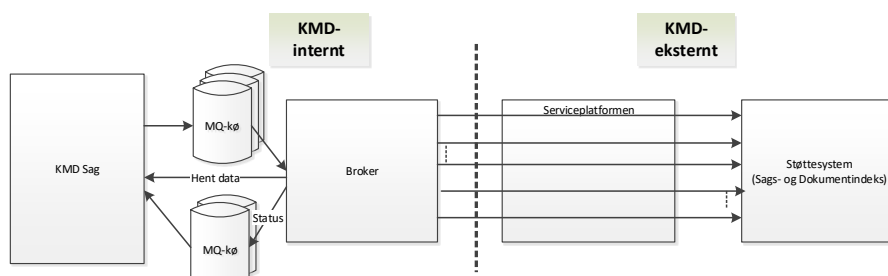 KMD-
internt
KMD-
eksternt
MQ-kø
Serviceplatformen
KMD Sag
Hent data
Broker
Støttesystem
(Sags- og Dokumentindeks)
Status
MQ-kø